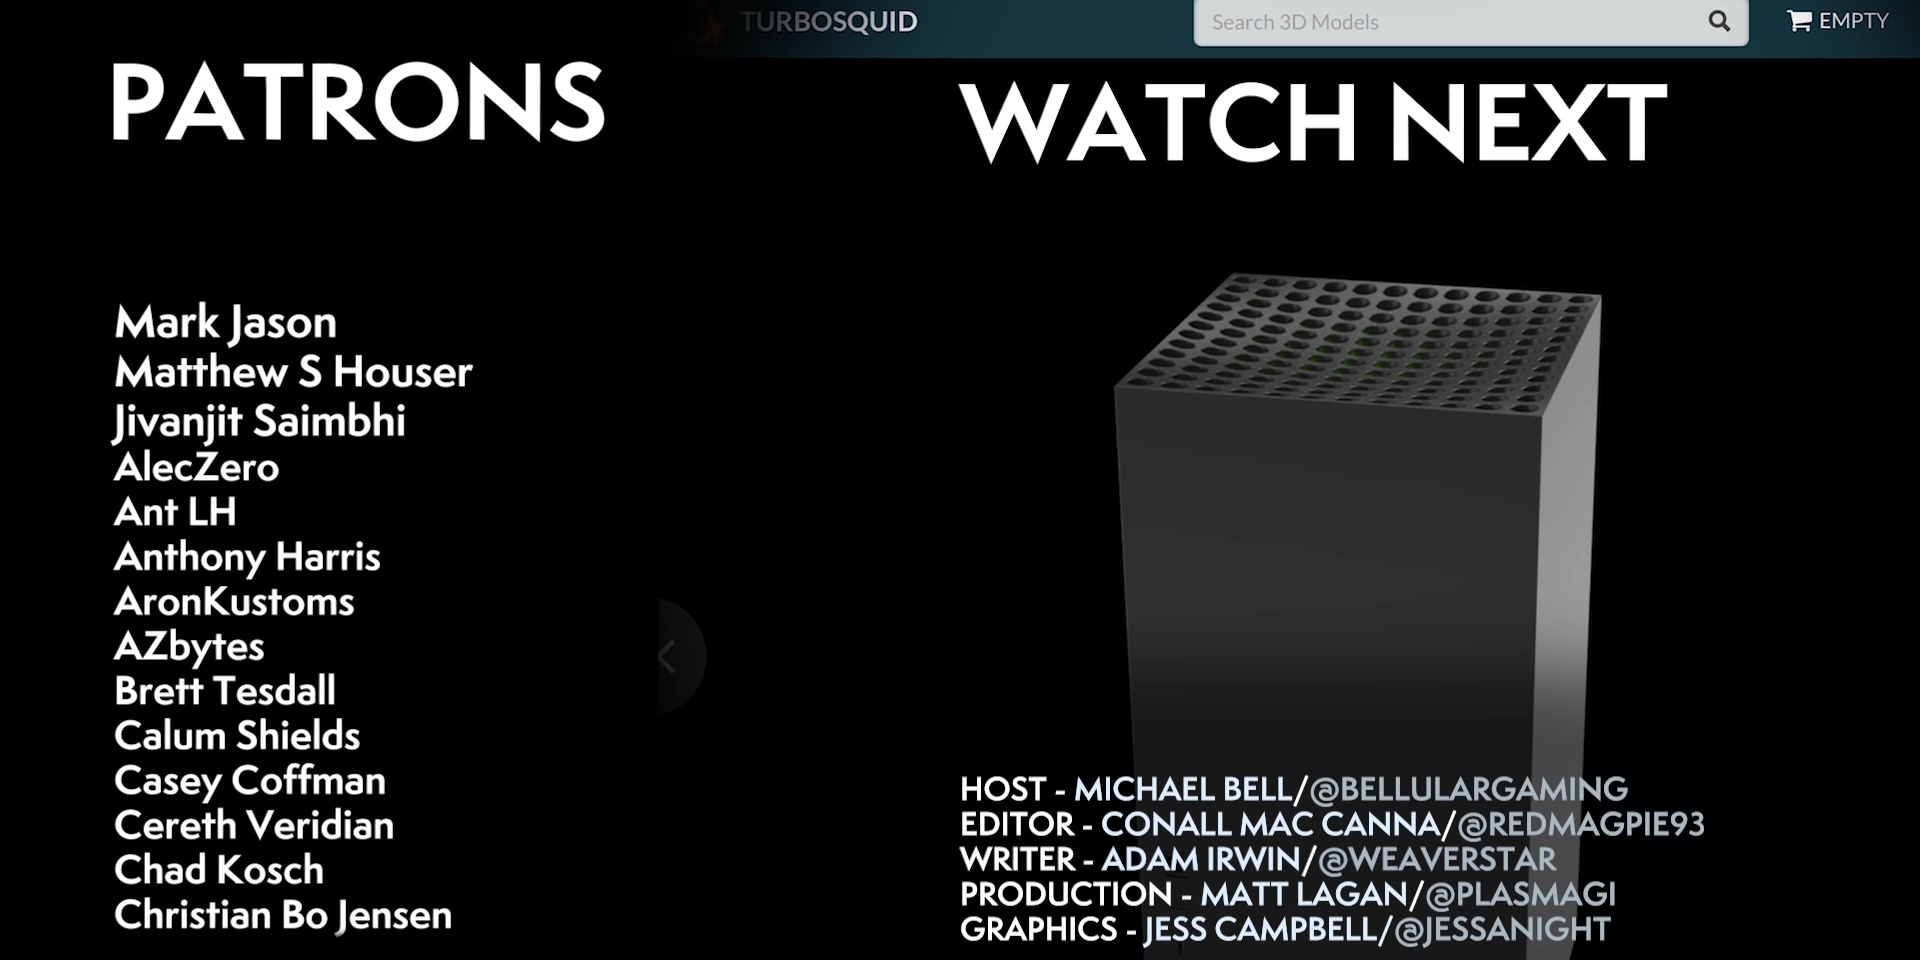 TURBOSQUID
Search 3D Models
EMPTY
PATRONS
Mark Jason
Matthew S Houser
Jivanjit Saimbhi
AlecZero
Ant LH
Anthony Harris
AronKustoms
AZbytes
Brett Tesdall
Calum Shields
Casey Coffman
Cereth Veridian
Chad Kosch
Christian Bo Jensen
WATCH NEXT
HOST - MICHAEL BELL/@BELLULARGAMING
EDITOR - CONALL MAC CANNA/@REDMAGPIE93
WRITER - ADAM IRWIN/@WEAVERSTAR
PRODUCTION - MATT LAGAN/@PLASMAGI
GRAPHICS - JESS CAMPBELL/@JESSANIGHT